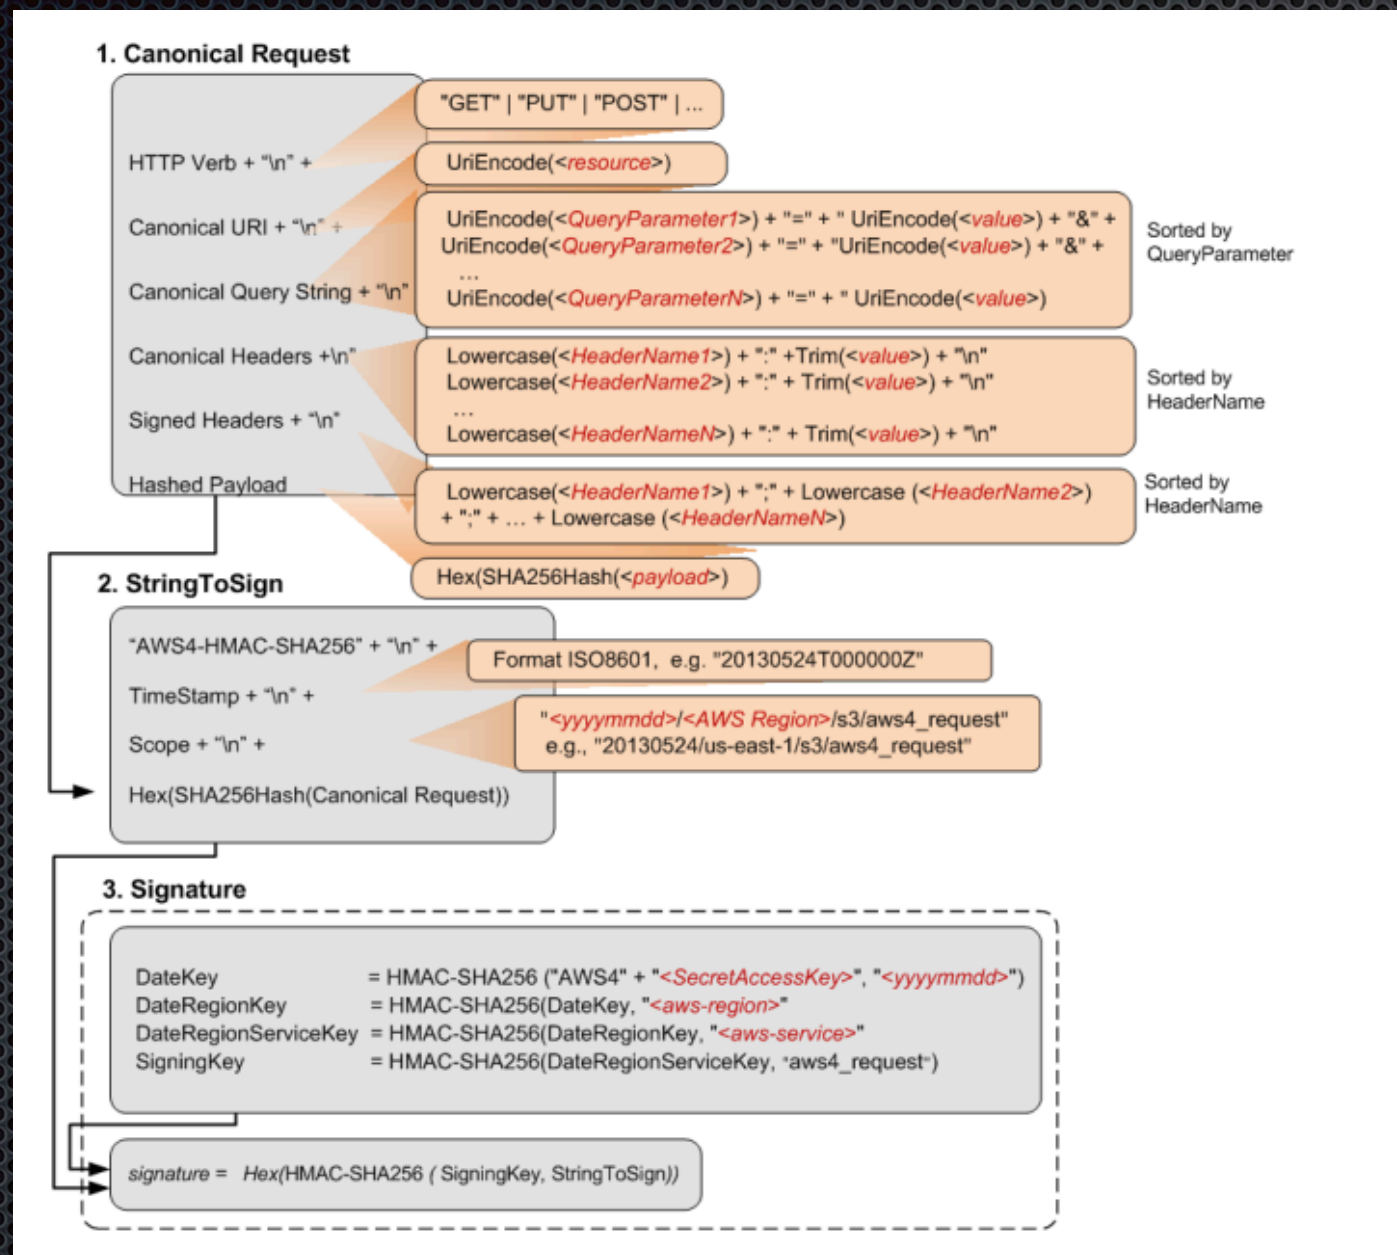 1. Canonical Request
"GET" | "PUT" | "POST" | ...
HTTP Verb + “\n” +
UriEncode(<resource>)
Canonical URI + “\n” +
UriEncode(<QueryParameter1>) + "=" + " UriEncode(<value>) + "&" +
UriEncode(<QueryParameter2>) + "=" + "UriEncode(<value>) + "&" +
...
UriEncode(<QueryParameterN>) + "=" + " UriEncode(<value>)
Sorted by
QueryParameter
Canonical Query String + “\n”
Canonical Headers +\n”
Lowercase(<HeaderName1>) + ":" +Trim(<value>) + "\n"
Lowercase(<HeaderName2>) + ":" + Trim(<value>) + "\n"
...
Lowercase(<HeaderNameN>) + ":" + Trim(<value>) + "\n"
Sorted by
HeaderName
Signed Headers + “\n”
Lowercase(<HeaderName1>) + ";" + Lowercase (<HeaderName2>)
+ ";" + ... + Lowercase (<HeaderNameN>)
Sorted by
HeaderName
Hashed Payload
Hex(SHA256Hash(<payload>)
2. StringToSign
“AWS4-HMAC-SHA256” + “\n” +
Format ISO8601, e.g. "20130524T000000Z"
TimeStamp + “\n” +
"<yyyymmdd>/<AWS Region>/s3/aws4_request"
e.g., "20130524/us-east-1/s3/aws4_request"
Scope + “\n” +
Hex(SHA256Hash(Canonical Request))
3. Signature
DateKey = HMAC-SHA256 ("AWS4" + "<SecretAccessKey>", "<yyyymmdd>")
DateRegionKey = HMAC-SHA256(DateKey, "<aws-region>"
DateRegionServiceKey = HMAC-SHA256(DateRegionKey, "<aws-service>"
SigningKey = HMAC-SHA256(DateRegionServiceKey, "aws4_request")
signature = Hex(HMAC-SHA256 ( SigningKey, StringToSign))